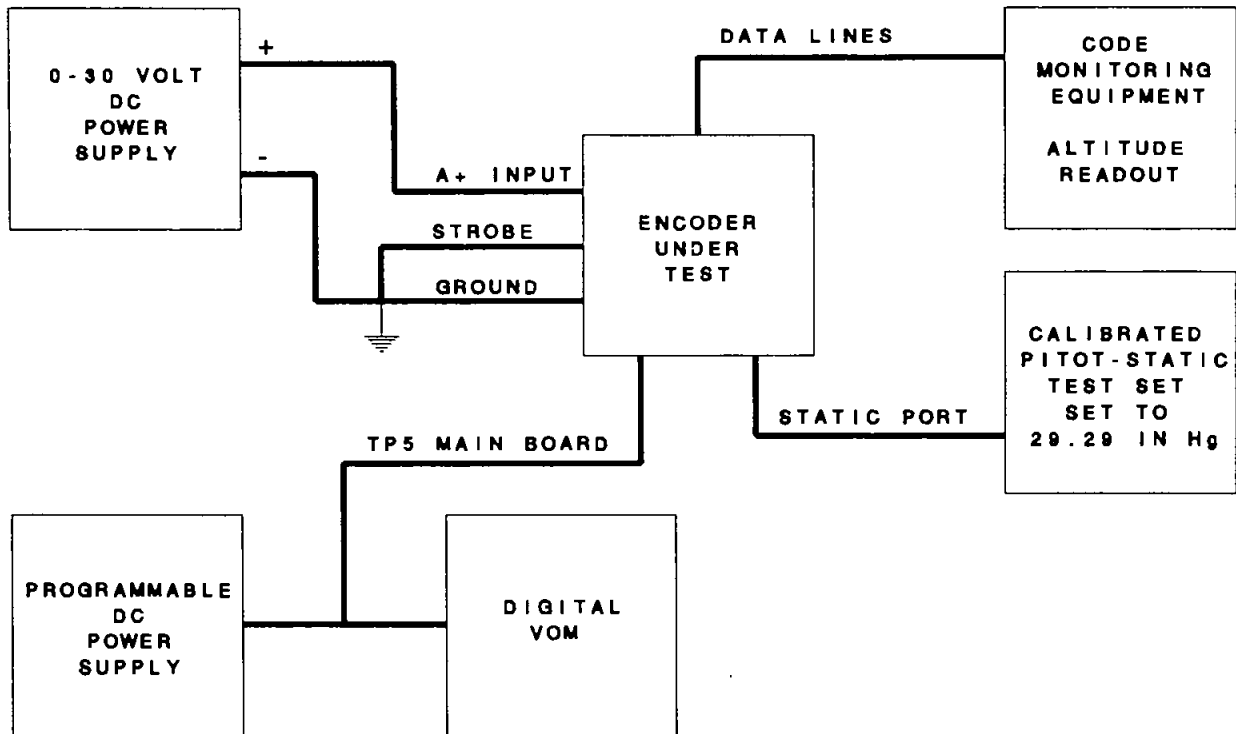 0-30 VOLT
DC
POWER
SUPPLY
+
-
A+ INPUT
STROBE
GROUND
DATA LINES
CODE
MONITORING
EQUIPMENT
ALTITUDE
READOUT
ENCODER
UNDER
TEST
CALIBRATED
PITOT-STATIC
TEST SET
SET TO
29.29 IN Hg
STATIC PORT
TP5 MAIN BOARD
PROGRAMMABLE
DC
POWER
SUPPLY
DIGITAL
VOM